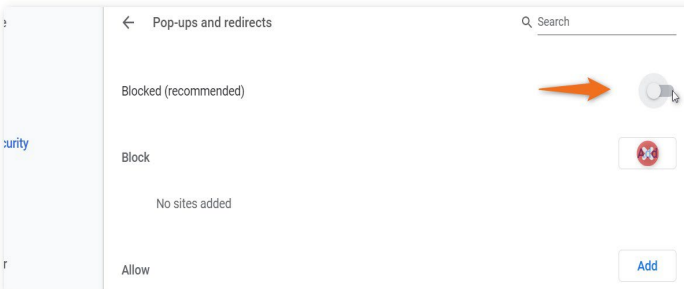 Pop-ups and redirects
Search
Blocked (recommended)
curity
Block
No sites added
r
Allow
Add